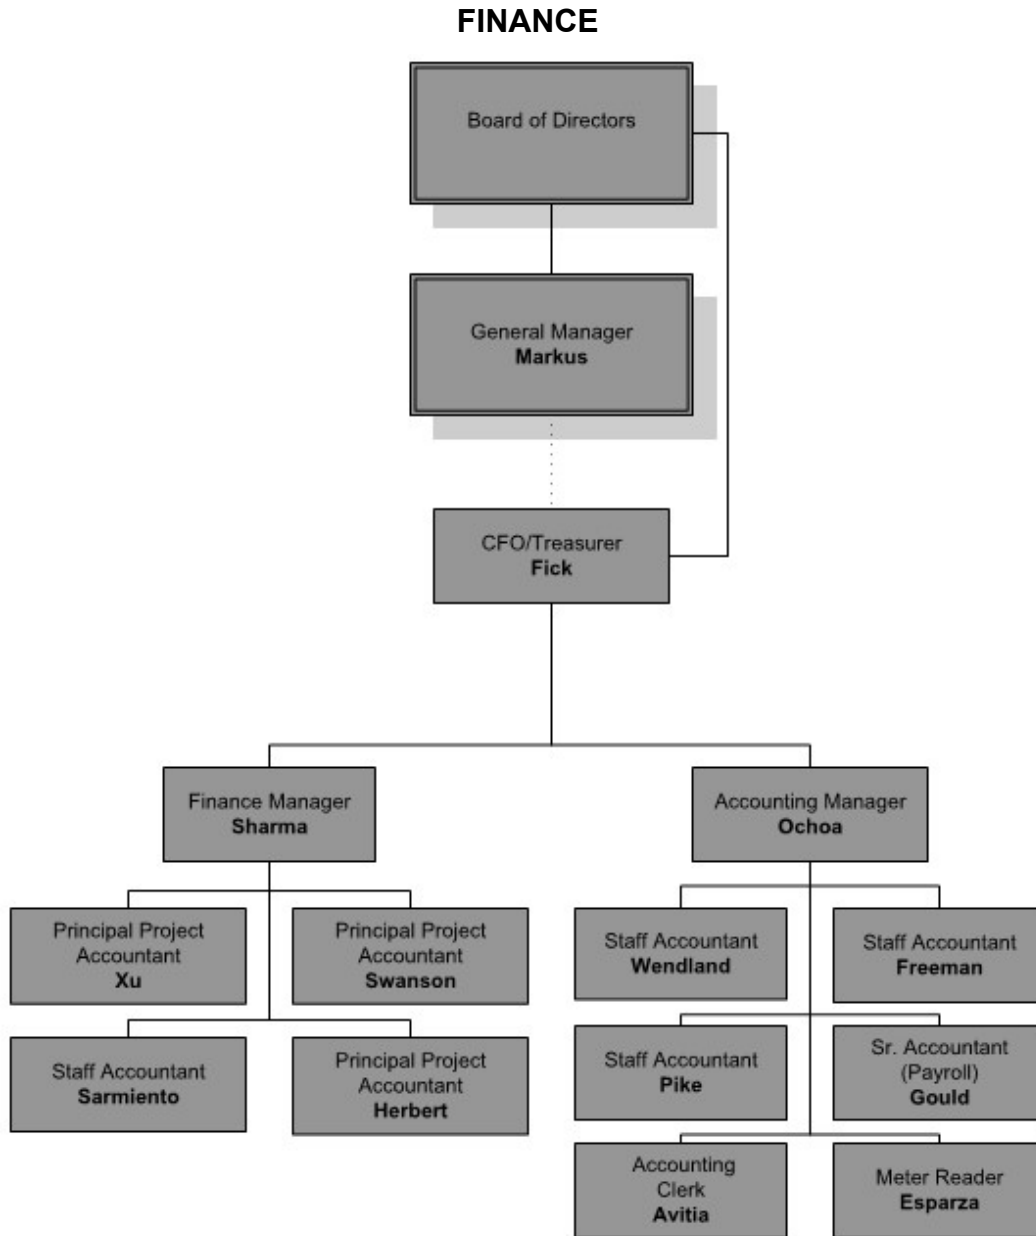 FINANCE
Board of Directors
General Manager
Markus
CFO/Treasurer
Fick
Finance Manager
Sharma
Accounting Manager
Ochoa
Principal Project
Accountant
Xu
Principal Project
Accountant
Swanson
Staff Accountant
Wendland
Staff Accountant
Freeman
Staff Accountant
Sarmiento
Principal Project
Accountant
Herbert
Staff Accountant
Pike
Sr. Accountant
(Payroll)
Gould
Accounting
Clerk
Avitia
Meter Reader
Esparza